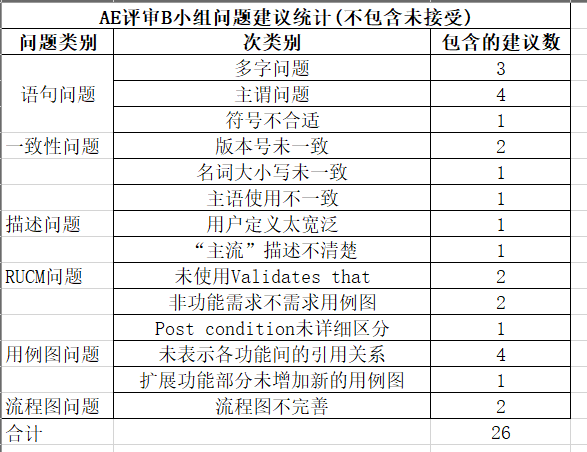 AE评审B小组问题建议统计(不包含未接受)
问题类别 次类别 包含的建议数
语句问题 多字问题 3
主谓问题 4
符号不合适 1
一致性问题 版本号未一致 2
名词大小写未一致 1
主语使用不一致 1
描述问题 用户定义太宽泛 1
“主流”描述不清楚 1
RUCM问题 未使用Validates that 2
非功能需求不需求用例图 2
Post condition未详细区分 1
用例图问题 未表示各功能间的引用关系 4
扩展功能部分未增加新的用例图 1
流程图问题 流程图不完善 2
合计 26